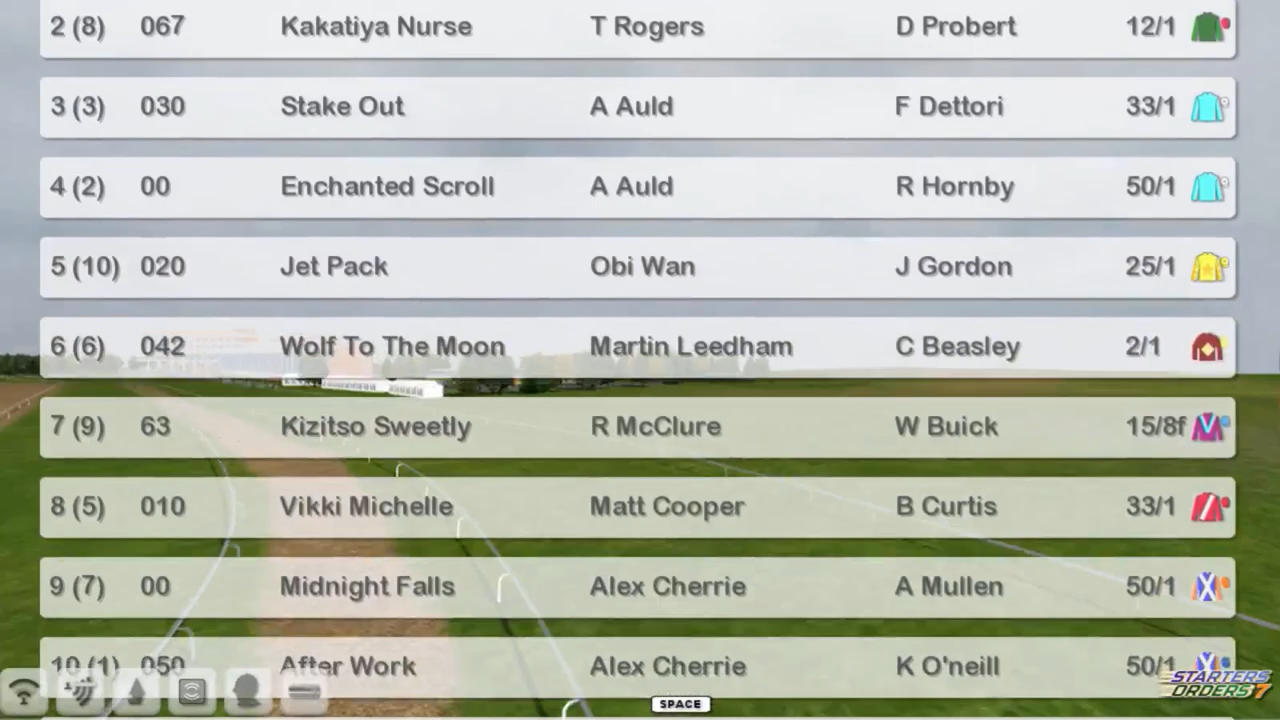 2 (8) 067 Kakatiya Nurse T Rogers D Probert 12/1
3 (3) 030 Stake Out A Auld F Dettori 33/1
4 (2) 00 Enchanted Scroll A Auld R Hornby 50/1
5 (10) 020 Jet Pack Obi Wan J Gordon 25/1
6 (6) 042 Wolf To The Moon Martin Leedham C Beasley 2/1
7 (9) 63 Kizitso Sweetly R McClure W Buick 15/8f
8 (5) 010 Vikki Michelle Matt Cooper B Curtis 33/1
9 (7) 00 Midnight Falls Alex Cherrie A Mullen 50/1
10 (1) 050 After Work Alex Cherrie K O'neill 50/1
SPACE
STARTERS
ORDERS 7